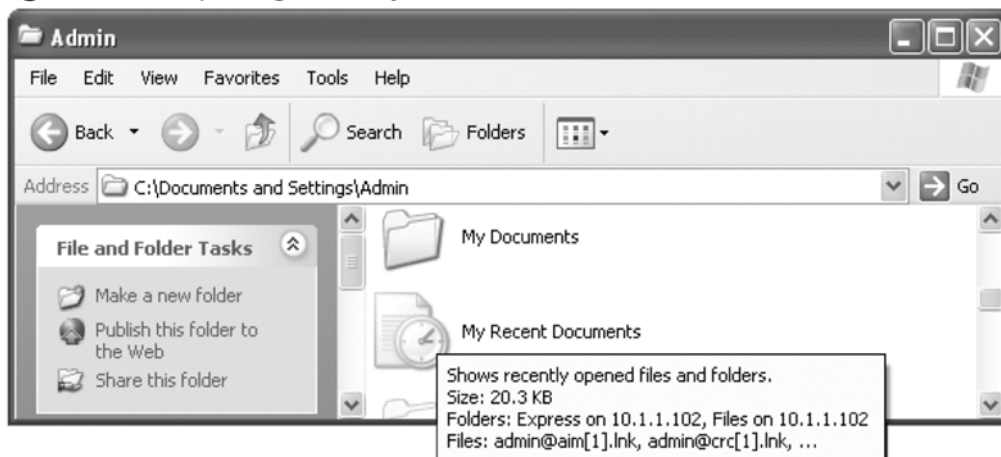 Admin
File Edit View Favorites Tools Help
Back Search Folders
Address C:\Documents and Settings\Admin Go
File and Folder Tasks
Make a new folder
Publish this folder to
the Web
Share this folder
My Documents
My Recent Documents
Shows recently opened files and folders.
Size: 20.3 KB
Folders: Express on 10.1.1.102, Files on 10.1.1.102
Files: admin@aim[1].lnk, admin@crc[1].lnk, ...